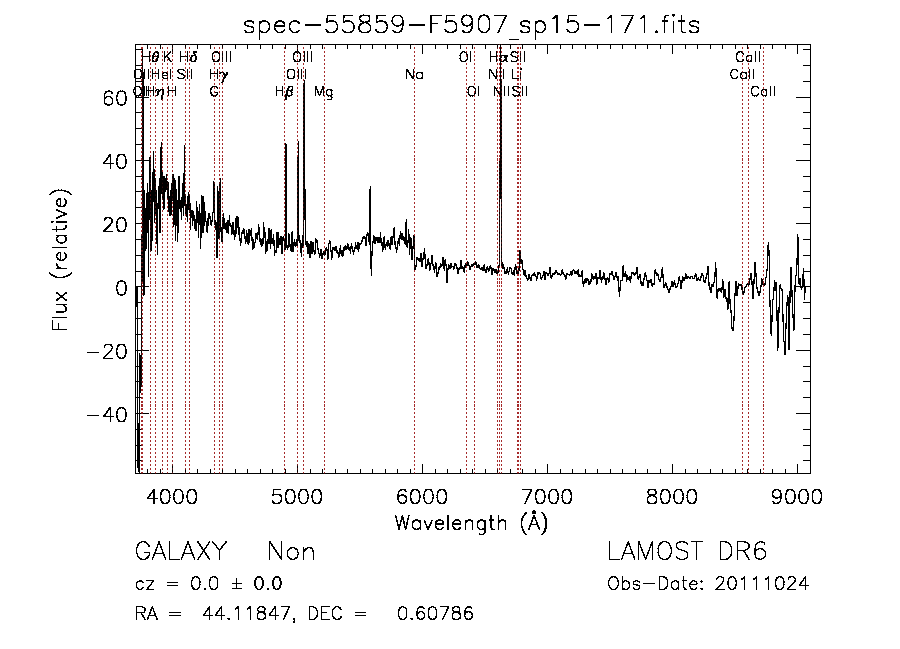 spec-55859-F5907_sp15-171.fits
Hθ K Hδ OIII OIII OI Hα SII CaII
OII HeI SII Hγ OIII Na NII Li CaII
OII Hη H G Hβ Mg OI NII SII CaII
60
40
20
0
-20
-40
Flux (relative)
4000 5000 6000 7000 8000 9000
Wavelength (Å)
GALAXY Non LAMOST DR6
cz = 0.0 ± 0.0 Obs-Date: 20111024
RA = 44.11847, DEC = 0.60786